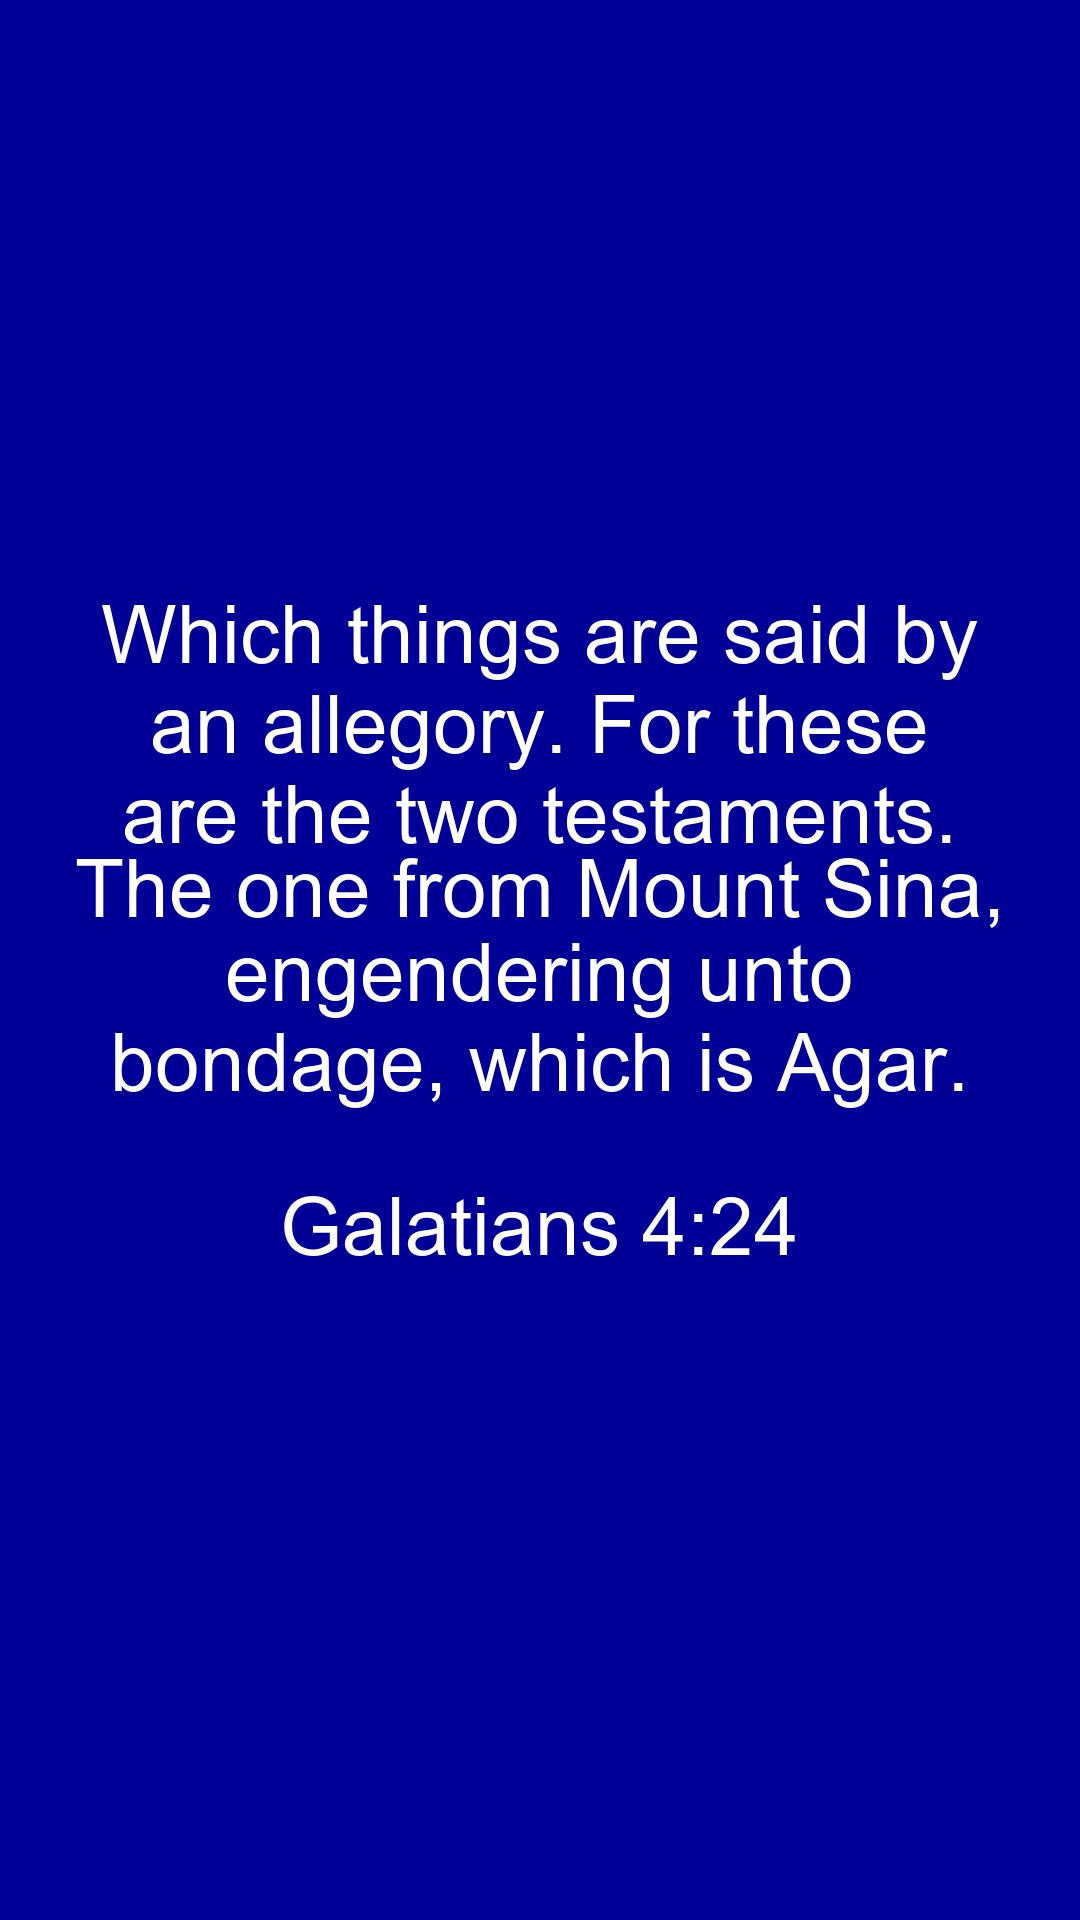 Which things are said by
an allegory. For these
are the two testaments.
The one from Mount Sina,
engendering unto
bondage, which is Agar.
Galatians 4:24